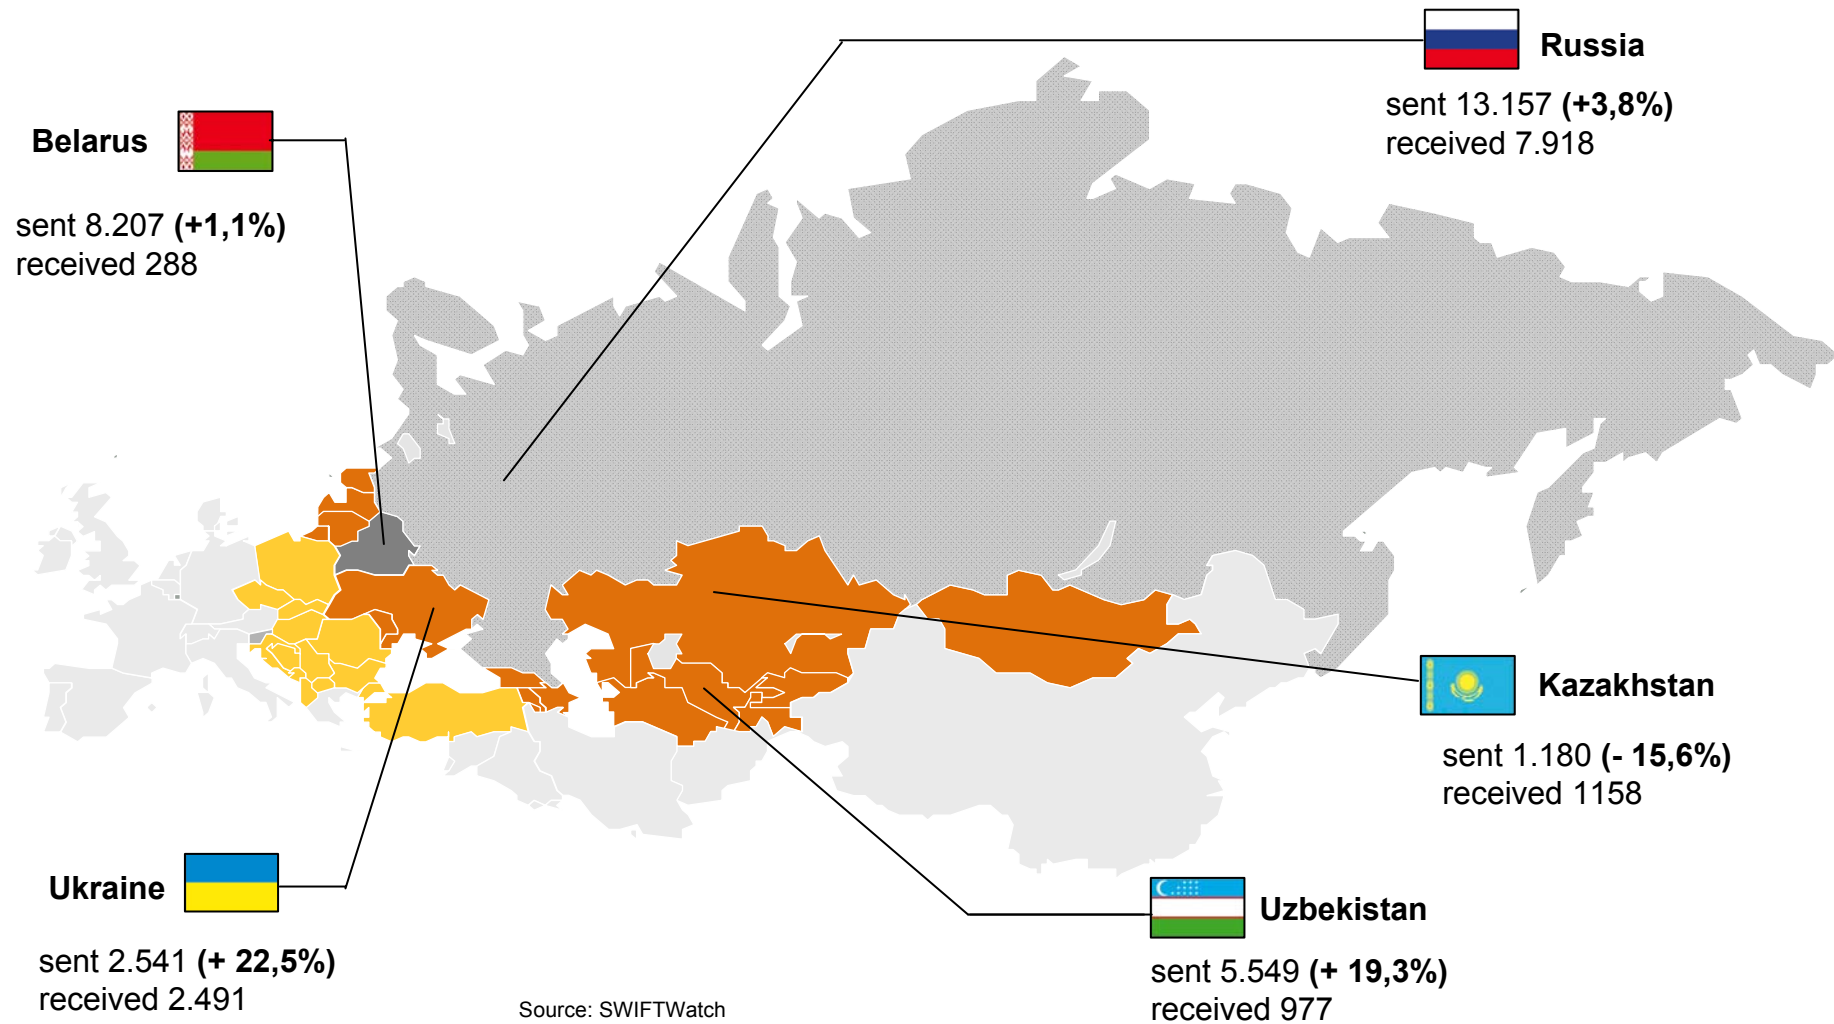 Russia
sent 13.157 (+3,8%)
received 7.918
Belarus
sent 8.207 (+1,1%)
received 288
Kazakhstan
sent 1.180 (- 15,6%)
received 1158
Ukraine
sent 2.541 (+ 22,5%)
received 2.491
Uzbekistan
sent 5.549 (+ 19,3%)
received 977
Source: SWIFTWatch